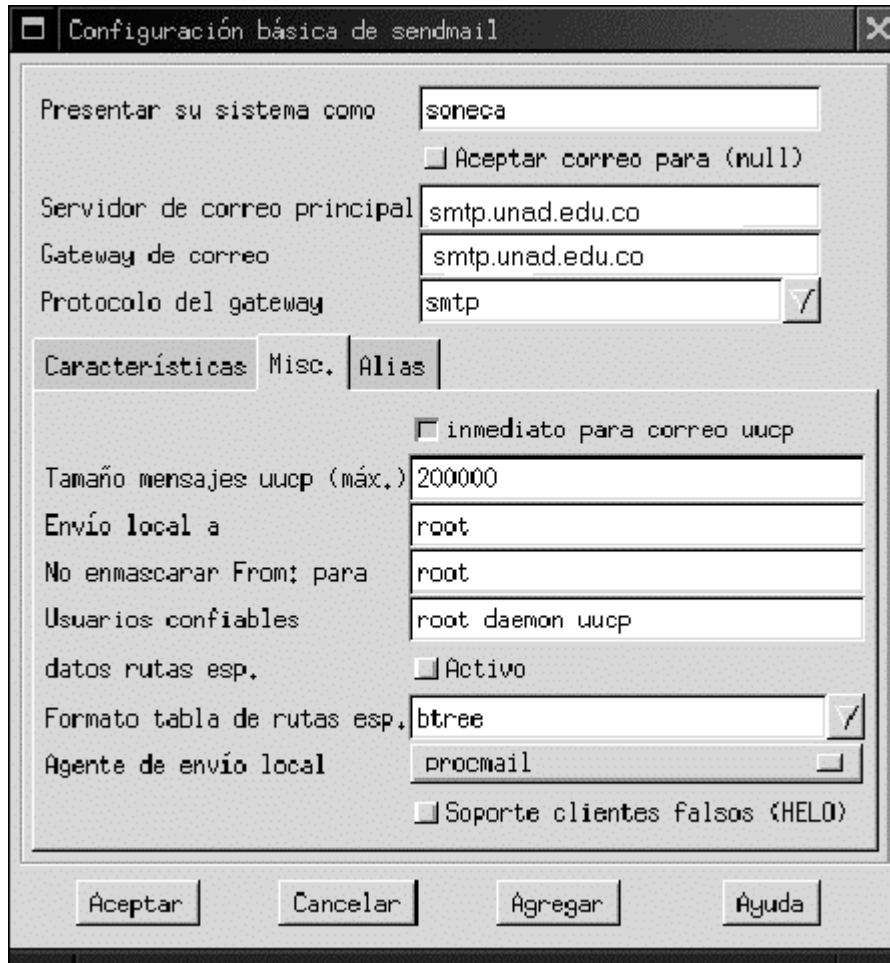 Configuración básica de sendmail
Presentar su sistema como soneca
Aceptar correo para (null)
Servidor de correo principal smtp.unad.edu.co
Gateway de correo smtp.unad.edu.co
Protocolo del gateway smtp
Características Misc. Alias
inmediato para correo uucp
Tamaño mensajes uucp (máx.) 200000
Envío local a root
No enmascarar From: para root
Usuarios confiables root daemon uucp
datos rutas esp. Activo
Formato tabla de rutas esp. btree
Agente de envío local procmail
Soporte clientes falsos (HELO)
Aceptar Cancelar Agregar Ayuda